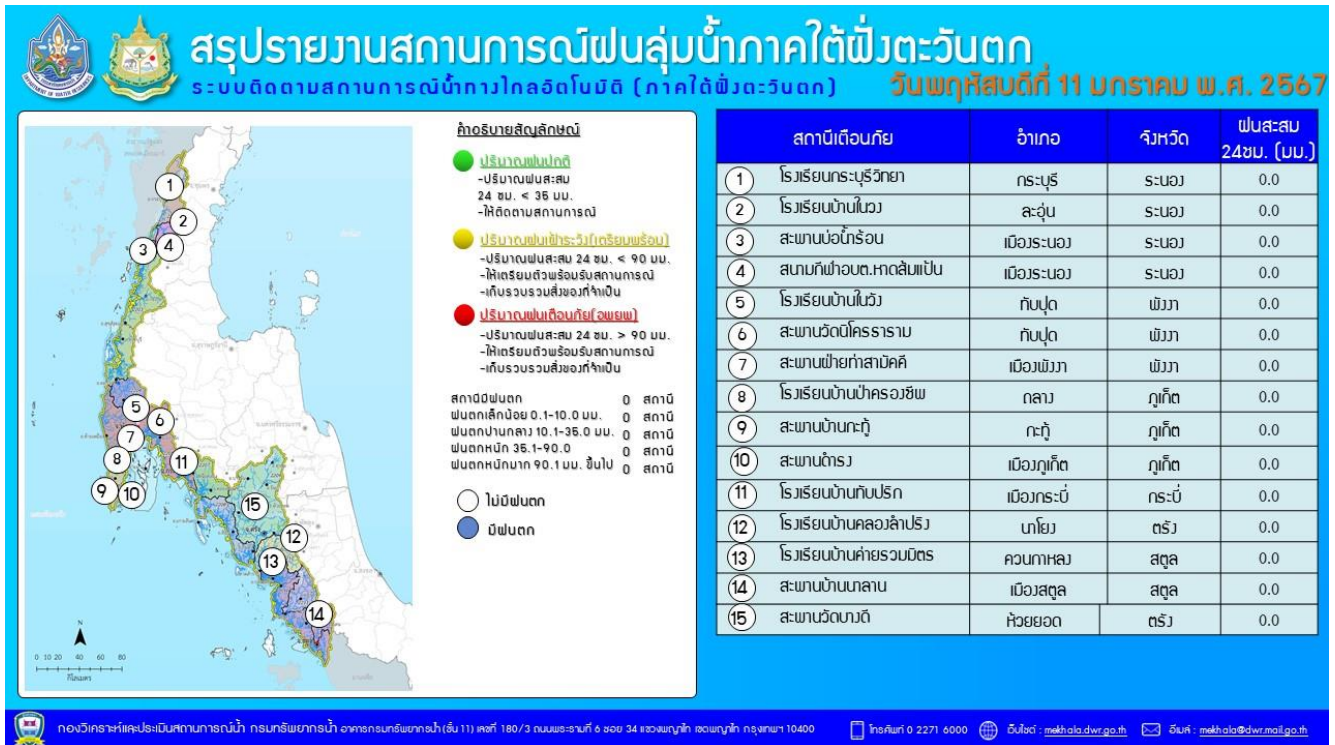 สรุปรายงานสถานการณ์ฝนลุ่มน้ำภาคใต้ฝั่งตะวันตก
ระบบติดตามสถานการณ์น้ำทางไกลอัตโนมัติ (ภาคใต้ฝั่งตะวันตก)
วันพฤหัสบดีที่ 11 มกราคม พ.ศ. 2567
คำอธิบายสัญลักษณ์
ปริมาณฝนปกติ
-ปริมาณฝนสะสม
24 ชม. < 35 มม.
-ให้ติดตามสถานการณ์
ปริมาณฝนเฝ้าระวัง(เตรียมพร้อม)
-ปริมาณฝนสะสม 24 ชม. < 90 มม.
-ให้เตรียมตัวพร้อมรับสถานการณ์
-เก็บรวบรวมสิ่งของที่จำเป็น
ปริมาณฝนเตือนภัย(อพยพ)
-ปริมาณฝนสะสม 24 ชม. > 90 มม.
-ให้เตรียมตัวพร้อมรับสถานการณ์
-เก็บรวบรวมสิ่งของที่จำเป็น
สถานีมีฝนตก 0 สถานี
ฝนตกเล็กน้อย 0.1-10.0 มม. 0 สถานี
ฝนตกปานกลาง 10.1-35.0 มม. 0 สถานี
ฝนตกหนัก 35.1-90.0 0 สถานี
ฝนตกหนักมาก 90.1 มม. ขึ้นไป 0 สถานี
ไม่มีฝนตก
มีฝนตก
1
2
3 4
5
6
7
8
9 10
11
15
12
13
14
N
0 10 20 40 60 80
กิโลเมตร
สถานีเตือนภัย อำเภอ จังหวัด ฝนสะสม
24ชม. (มม.)
1 โรงเรียนกระบุรีวิทยา กระบุรี ระนอง 0.0
2 โรงเรียนบ้านในวง ละอุ่น ระนอง 0.0
3 สะพานบ่อน้ำร้อน เมืองระนอง ระนอง 0.0
4 สนามกีฬาอบต.หาดส้มแป้น เมืองระนอง ระนอง 0.0
5 โรงเรียนบ้านในวัง ทับปุด พังงา 0.0
6 สะพานวัดนิโครธาราม ทับปุด พังงา 0.0
7 สะพานฝ่ายท่าสามัคคี เมืองพังงา พังงา 0.0
8 โรงเรียนบ้านป่าครองชีพ ถลาง ภูเก็ต 0.0
9 สะพานบ้านกะทู้ กะทู้ ภูเก็ต 0.0
10 สะพานดำรง เมืองภูเก็ต ภูเก็ต 0.0
11 โรงเรียนบ้านทับปริก เมืองกระบี่ กระบี่ 0.0
12 โรงเรียนบ้านคลองลำปริง นาโยง ตรัง 0.0
13 โรงเรียนบ้านค่ายรวมมิตร ควนกาหลง สตูล 0.0
14 สะพานบ้านนาลาน เมืองสตูล สตูล 0.0
15 สะพานวัดบางดี ห้วยยอด ตรัง 0.0
กองวิเคราะห์และประเมินสถานการณ์น้ำ กรมทรัพยากรน้ำ อาคารกรมทรัพยากรน้ำ (ชั้น 11) เลขที่ 180/3 ถนนพระรามที่ 6 ซอย 34 แขวงพญาไท เขตพญาไท กรุงเทพฯ 10400 โทรศัพท์ 0 2271 6000 เว็บไซต์ : mekhala.dwr.go.th อีเมล์ : mekhala@dwr.mail.go.th